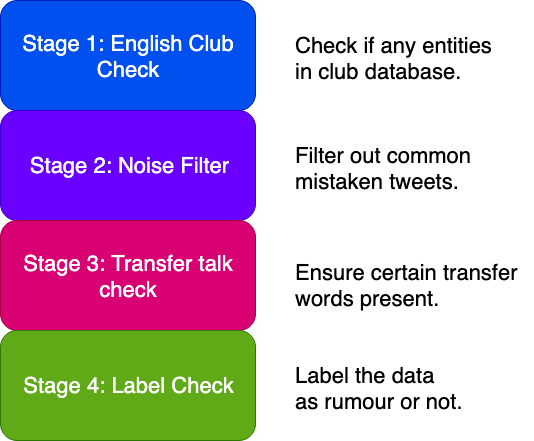 Stage 1: English Club
Check
Check if any entities
in club database.
Stage 2: Noise Filter
Filter out common
mistaken tweets.
Stage 3: Transfer talk
check
Ensure certain transfer
words present.
Stage 4: Label Check
Label the data
as rumour or not.